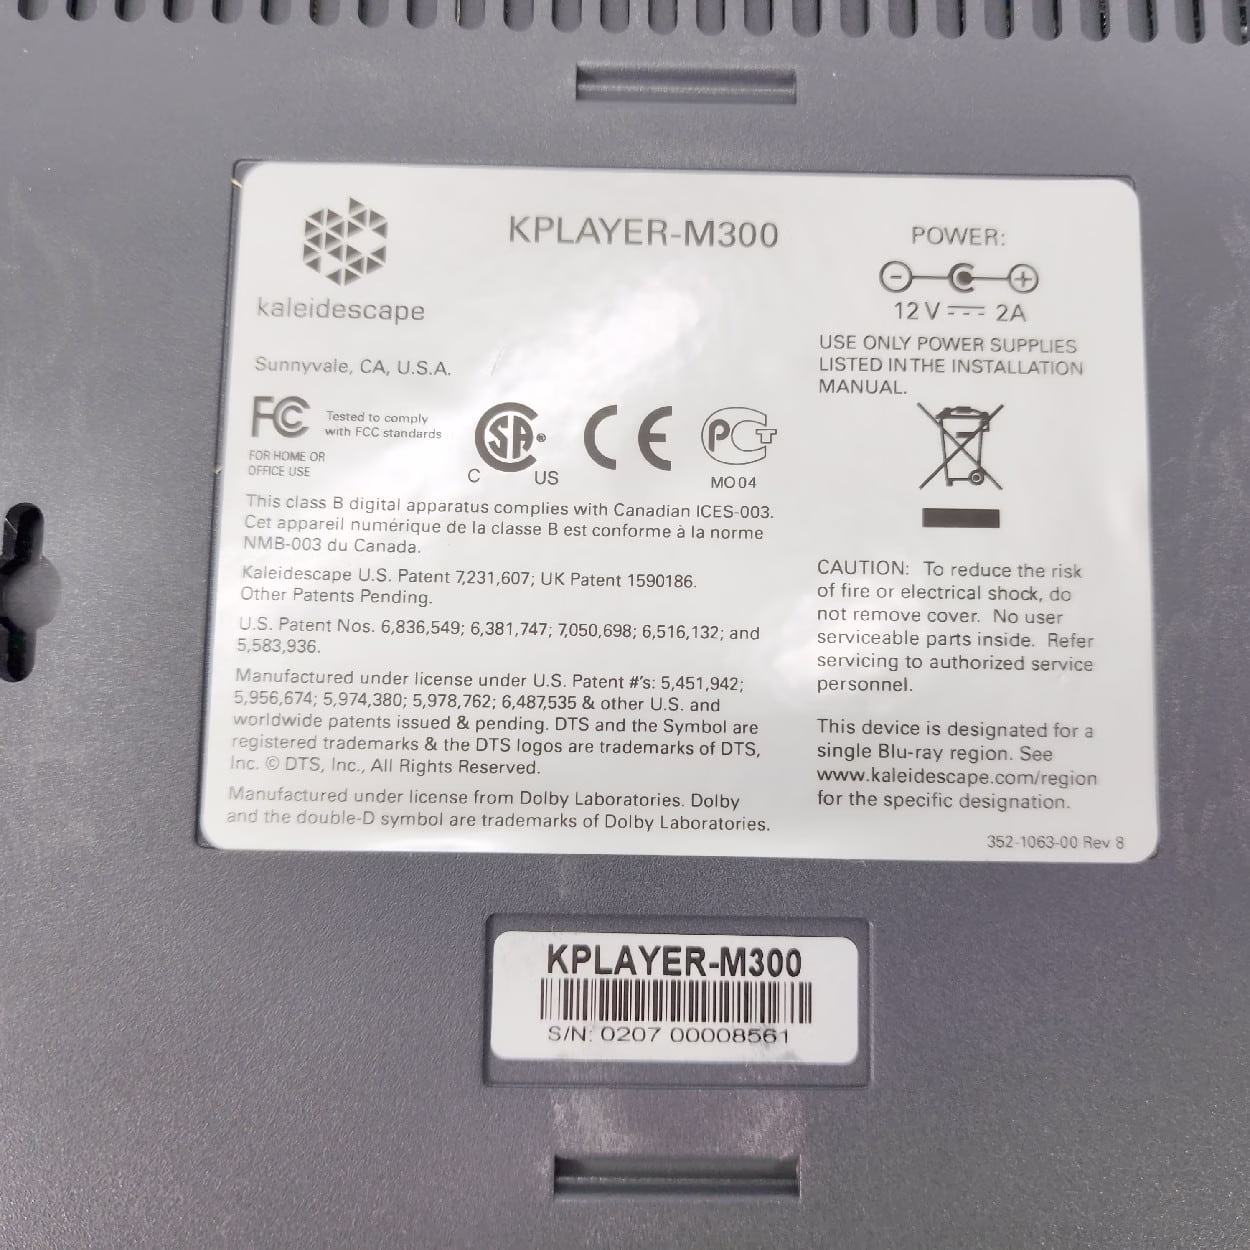 kaleidescape
KPLAYER-M300
Sunnyvale, CA, U.S.A.
FC
Tested to comply
with FCC standards
FOR HOME OR
OFFICE USE
SA®
C US
CE
PCT
MO04
This class B digital apparatus complies with Canadian ICES-003.
Cet appareil numérique de la classe B est conforme à la norme
NMB-003 du Canada.
Kaleidescape U.S. Patent 7,231,607; UK Patent 1590186.
Other Patents Pending.
U.S. Patent Nos. 6,836,549; 6,381,747; 7,050,698; 6,516,132; and
5,583,936.
Manufactured under license under U.S. Patent #'s: 5,451,942;
5,956,674; 5,974,380; 5,978,762; 6,487,535 & other U.S. and
worldwide patents issued & pending. DTS and the Symbol are
registered trademarks & the DTS logos are trademarks of DTS,
Inc. © DTS, Inc., All Rights Reserved.
Manufactured under license from Dolby Laboratories. Dolby
and the double-D symbol are trademarks of Dolby Laboratories.
POWER:
12 V 2A
USE ONLY POWER SUPPLIES
LISTED IN THE INSTALLATION
MANUAL.
CAUTION: To reduce the risk
of fire or electrical shock, do
not remove cover. No user
serviceable parts inside. Refer
servicing to authorized service
personnel.
This device is designated for a
single Blu-ray region. See
www.kaleidescape.com/region
for the specific designation.
352-1063-00 Rev 8
KPLAYER-M300
S/N: 0207 00008561